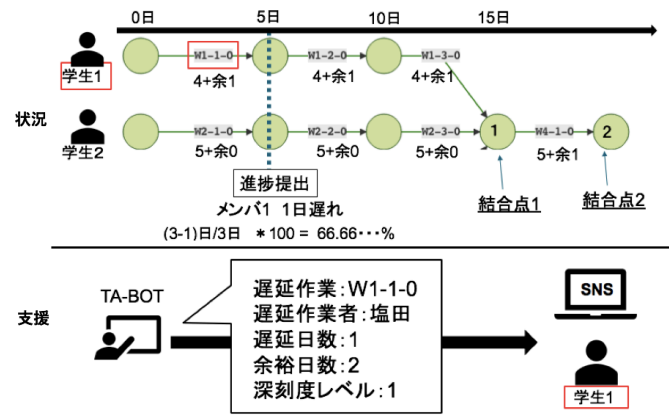 0日 5日 10日 15日
学生1
W1-1-0 W1-2-0 W1-3-0
4+余1 4+余1 4+余1
状況
学生2
W2-1-0 W2-2-0 W2-3-0 1 W4-1-0 2
5+余0 5+余0 5+余0 5+余1
進捗提出
結合点1 結合点2
メンバ1 1日遅れ
(3-1)日/3日 *100 = 66.66・・・%
支援
TA-BOT
遅延作業:W1-1-0
遅延作業者:塩田
遅延日数:1
余裕日数:2
深刻度レベル:1
SNS
学生1